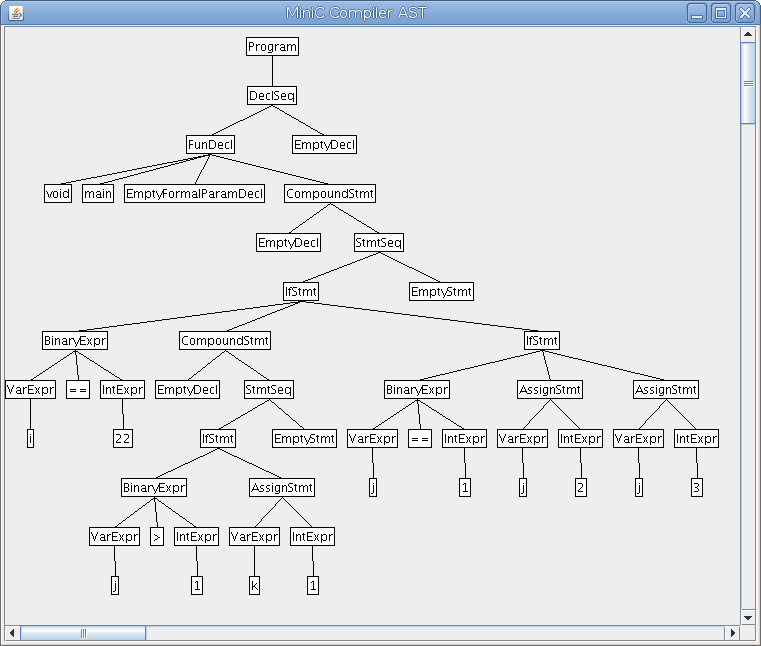 MiniC Compiler AST
Program
DeclSeq
FunDecl EmptyDecl
void main EmptyFormalParamDecl CompoundStmt
EmptyDecl StmtSeq
IfStmt EmptyStmt
BinaryExpr CompoundStmt IfStmt
VarExpr == IntExpr EmptyDecl StmtSeq BinaryExpr AssignStmt AssignStmt
i 22 IfStmt EmptyStmt VarExpr == IntExpr VarExpr IntExpr VarExpr IntExpr
BinaryExpr AssignStmt j 1 j 2 j 3
VarExpr > IntExpr VarExpr IntExpr
j 1 k 1